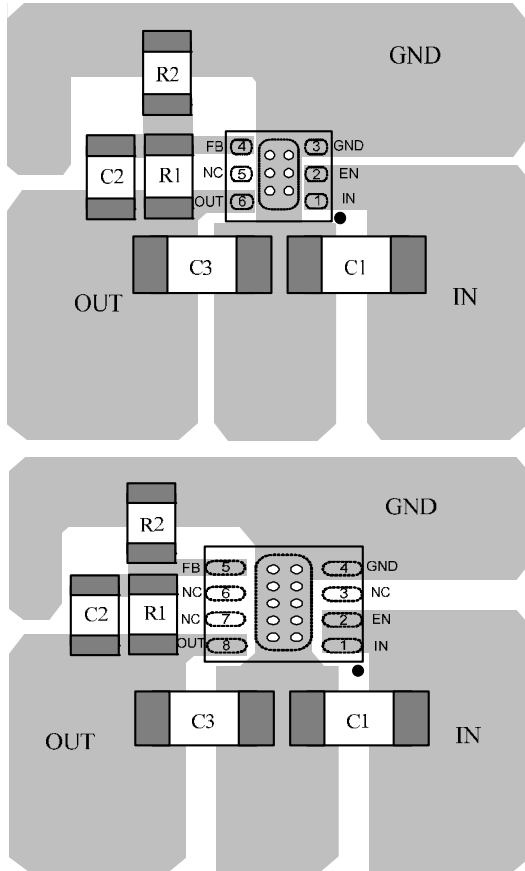 GND
R2
FB 4 3 GND
C2 R1 NC 5 2 EN
OUT 6 1 IN
C3 C1
OUT IN
GND
R2
FB 5 4 GND
NC 6 3 NC
C2 R1 NC 7 2 EN
OUT 8 1 IN
C3 C1
OUT IN